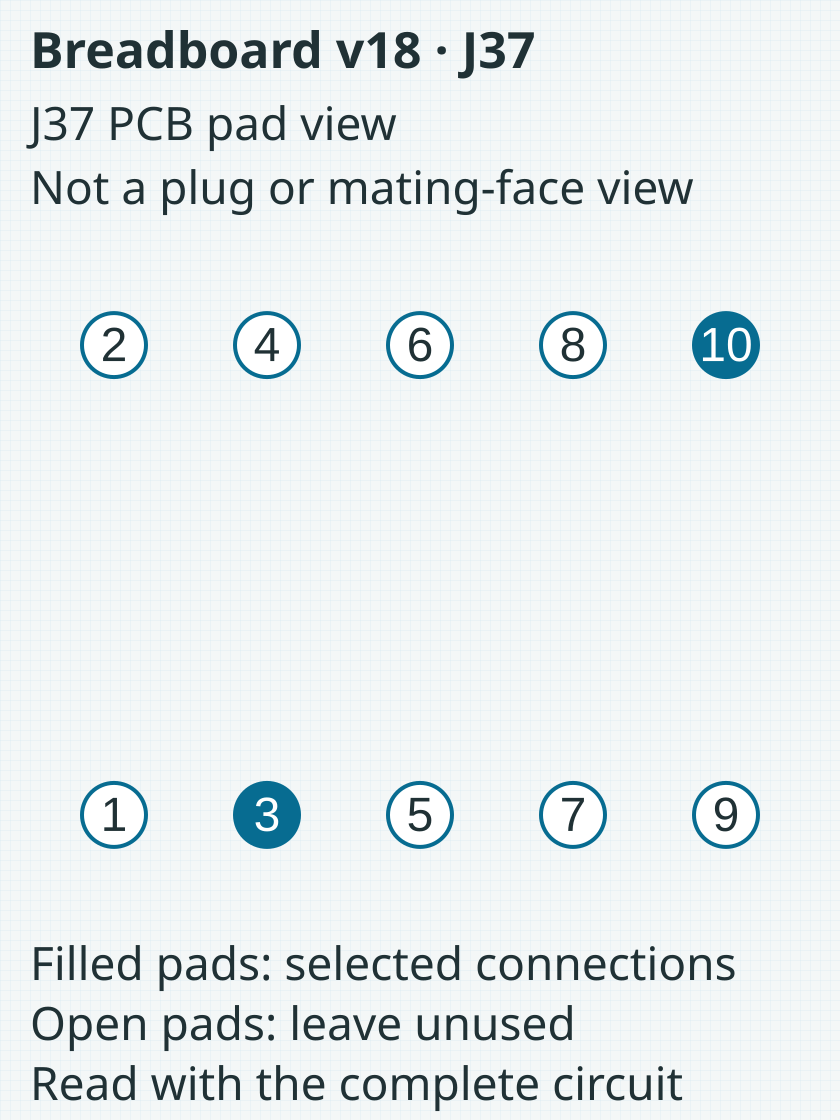 Breadboard v18 · J37
J37 PCB pad view
Not a plug or mating-face view
2 4 6 8 10
1 3 5 7 9
Filled pads: selected connections
Open pads: leave unused
Read with the complete circuit